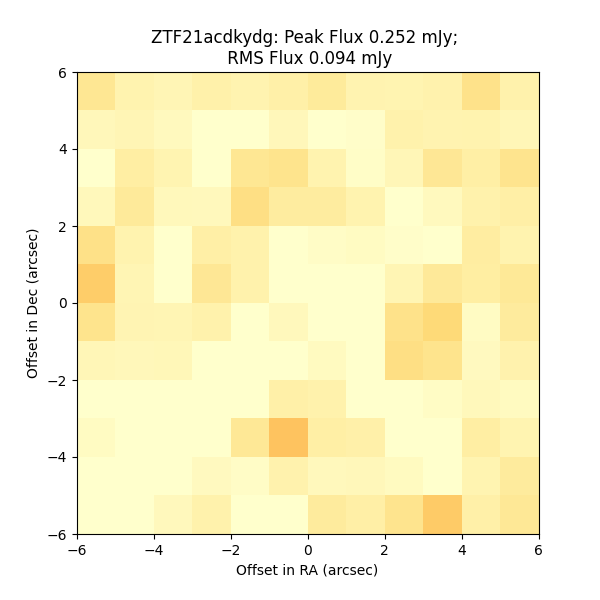 ZTF21acdkydg: Peak Flux 0.252 mJy;
RMS Flux 0.094 mJy
6
4
2
0
−2
−4
−6
Offset in Dec (arcsec)
−6 −4 −2 0 2 4 6
Offset in RA (arcsec)